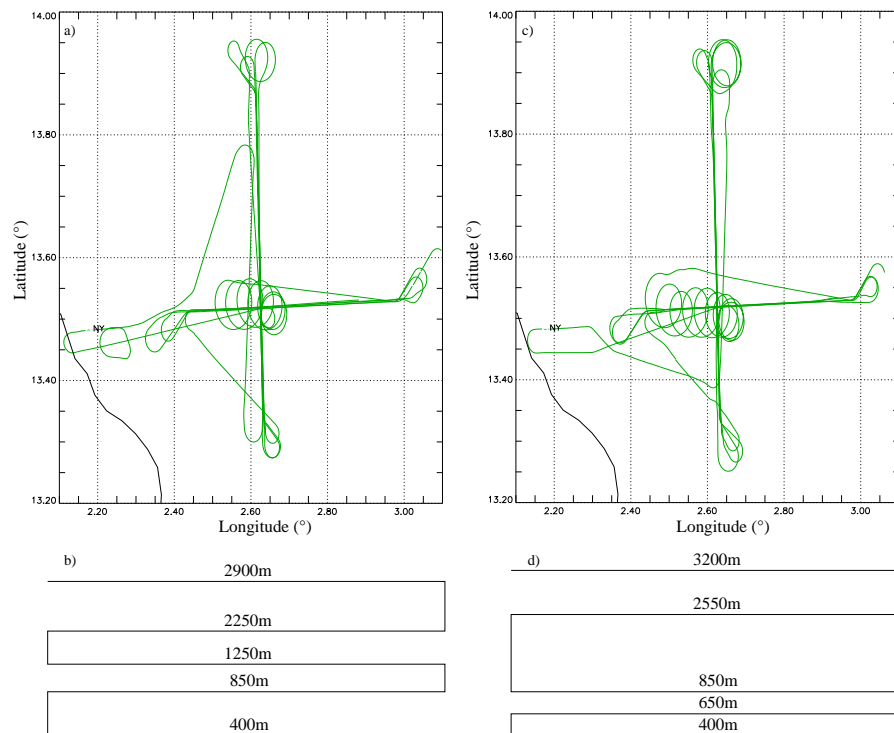 a)
14.00
13.80
13.60
13.40
13.20
Latitude (°)
NY
2.20 2.40 2.60 2.80 3.00
Longitude (°)
c)
14.00
13.80
13.60
13.40
13.20
Latitude (°)
NY
2.20 2.40 2.60 2.80 3.00
Longitude (°)
b)
2900m
2250m
1250m
850m
400m
d)
3200m
2550m
850m
650m
400m